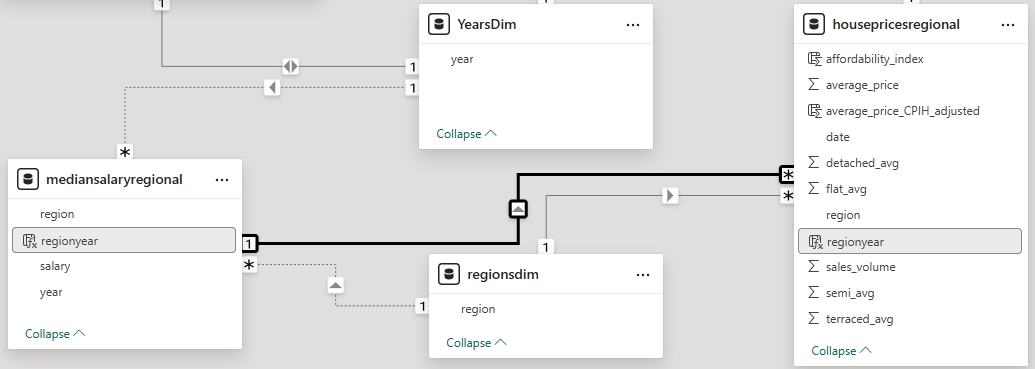 1
YearsDim
...
year
1
1
Collapse
*
mediansalaryregional
...
region
regionyear
salary
year
Collapse
1
*
1
regionsdim
...
1
region
Collapse
housepricesregional
...
affordability_index
average_price
average_price_CPIH_adjusted
date
detached_avg
flat_avg
region
regionyear
sales_volume
semi_avg
terraced_avg
Collapse
*
*